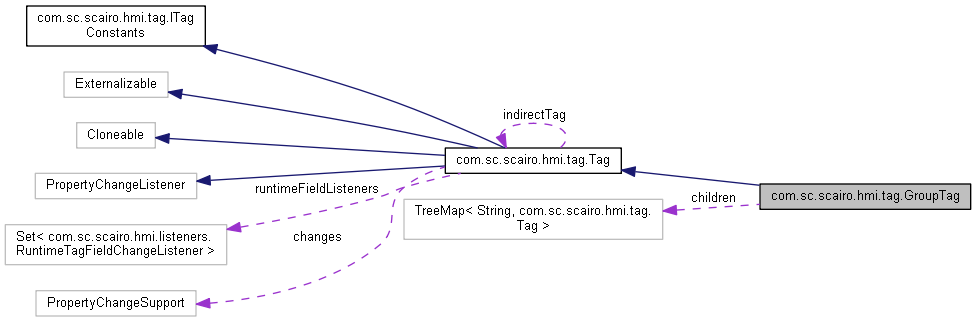 com.sc.scairo.hmi.tag.ITag
Constants
Externalizable
indirectTag
Cloneable
com.sc.scairo.hmi.tag.Tag
PropertyChangeListener
runtimeFieldListeners
children
com.sc.scairo.hmi.tag.GroupTag
TreeMap< String, com.sc.scairo.hmi.tag.
Tag >
Set< com.sc.scairo.hmi.listeners.
RuntimeTagFieldChangeListener >
changes
PropertyChangeSupport